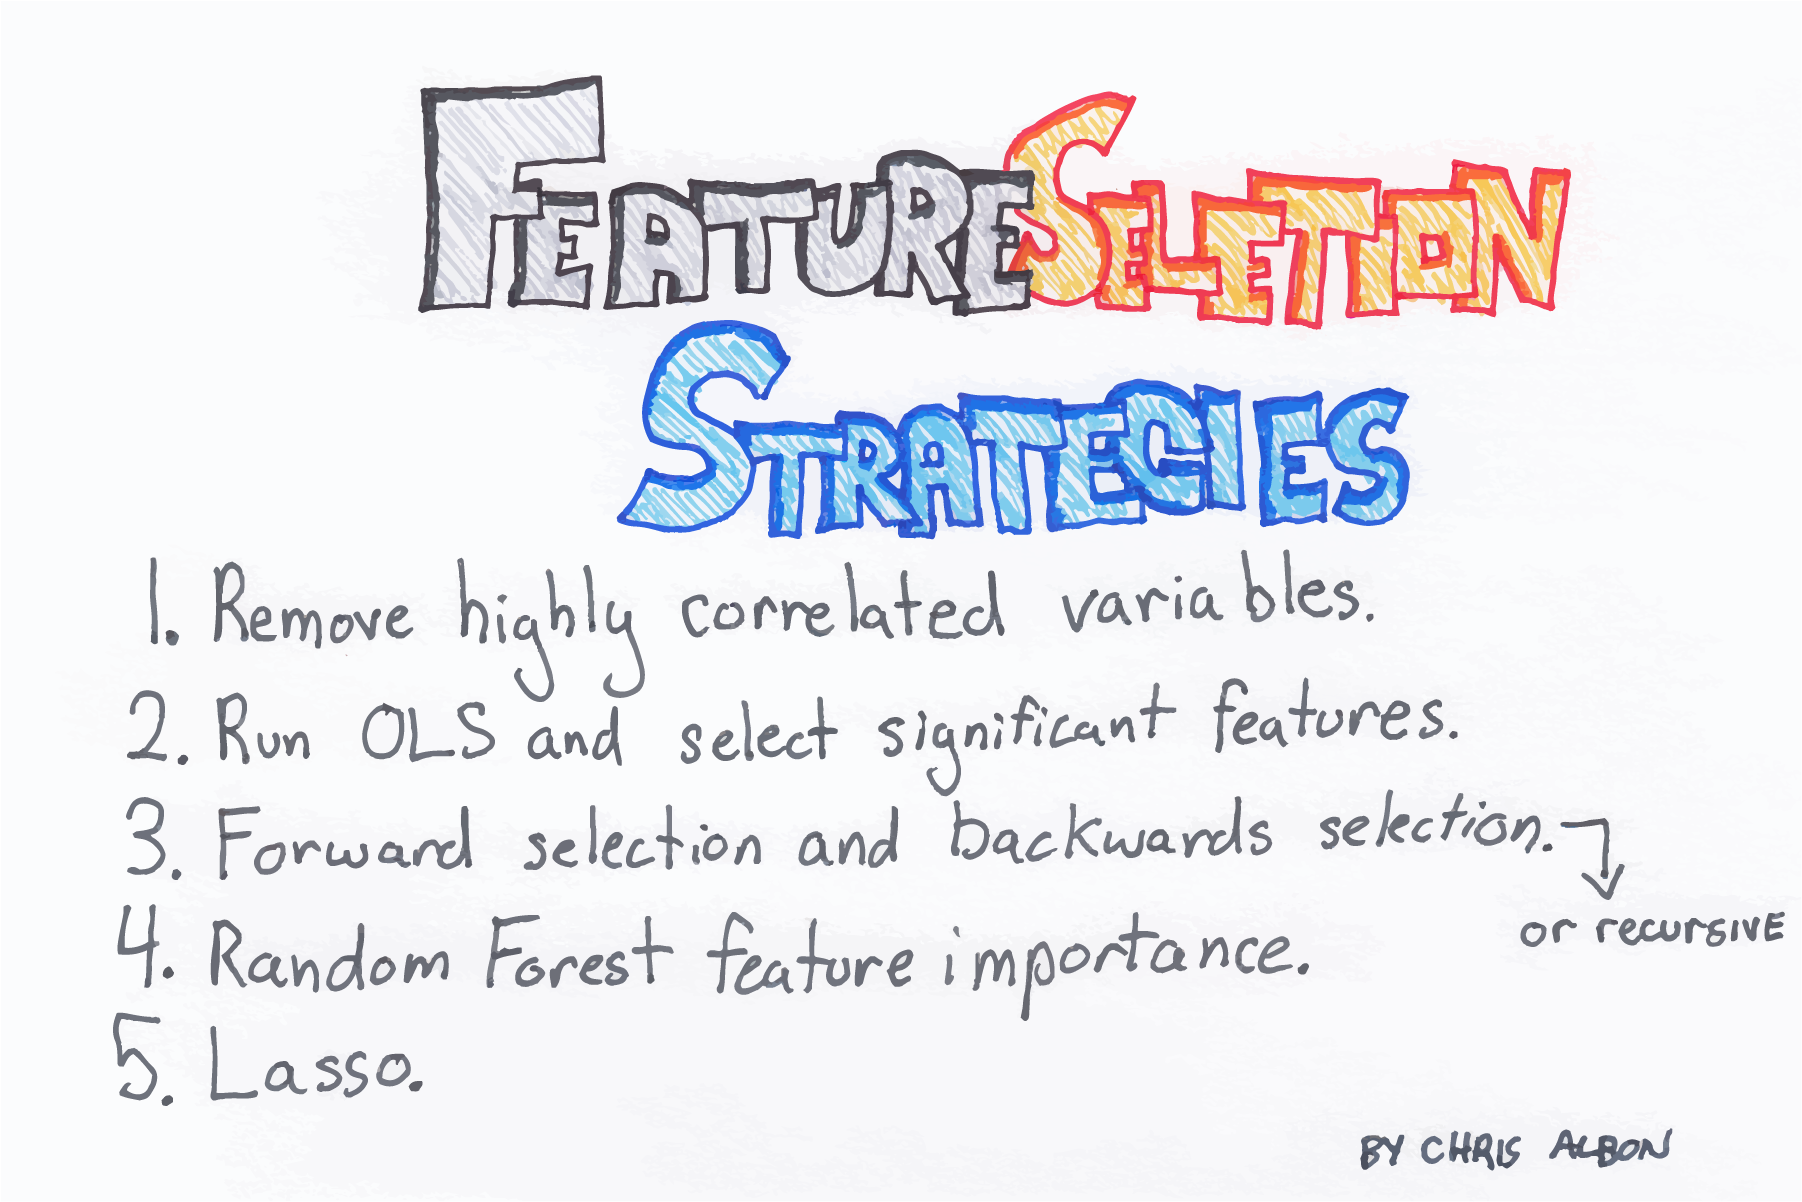 FEATURE SELETION
STRATEGIES
1. Remove highly correlated variables.
2. Run OLS and select significant features.
3. Forward selection and backwards selection.
or recursive
4. Random Forest feature importance.
5. Lasso.
BY CHRIS ALBON